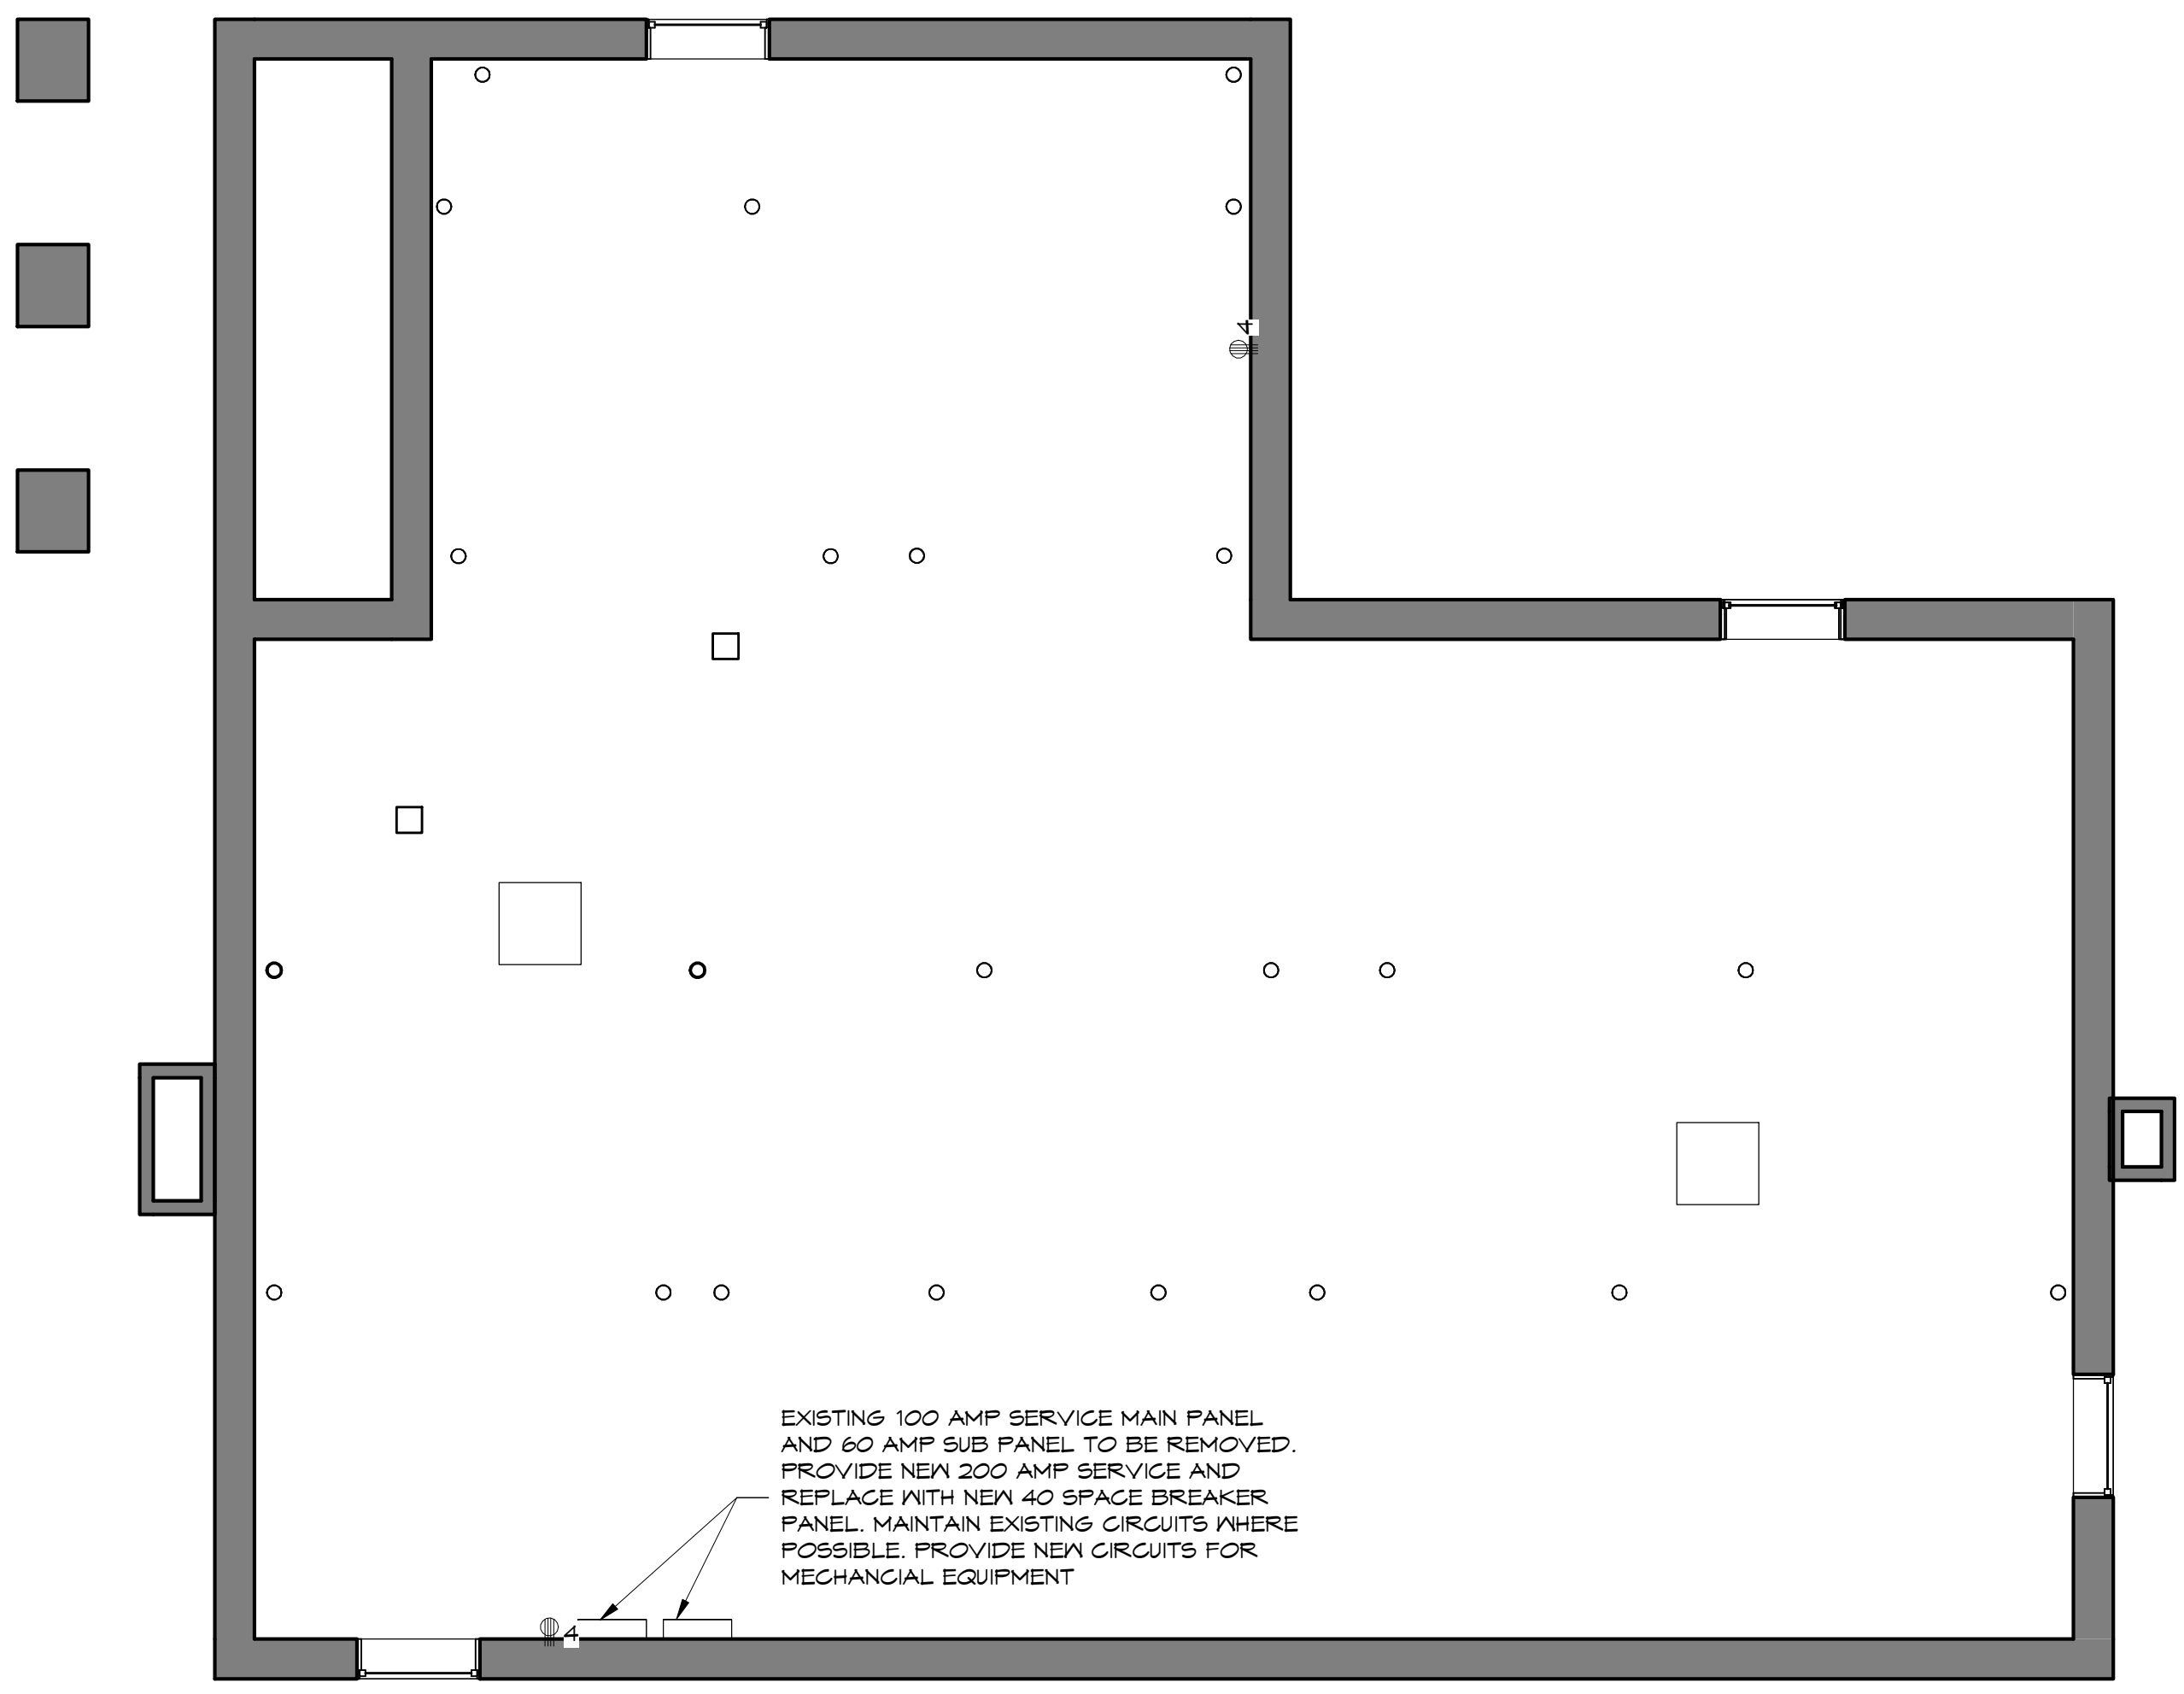 4
EXISTING 100 AMP SERVICE MAIN PANEL
AND 60 AMP SUB PANEL TO BE REMOVED.
PROVIDE NEW 200 AMP SERVICE AND
REPLACE WITH NEW 40 SPACE BREAKER
PANEL. MAINTAIN EXISTING CIRCUITS WHERE
POSSIBLE. PROVIDE NEW CIRCUITS FOR
MECHANCIAL EQUIPMENT
4